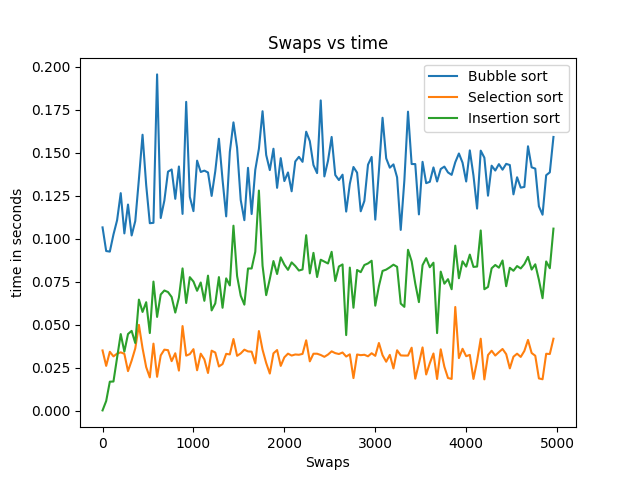 Swaps vs time
Bubble sort
Selection sort
Insertion sort
time in seconds
0.200
0.175
0.150
0.125
0.100
0.075
0.050
0.025
0.000
0 1000 2000 3000 4000 5000
Swaps